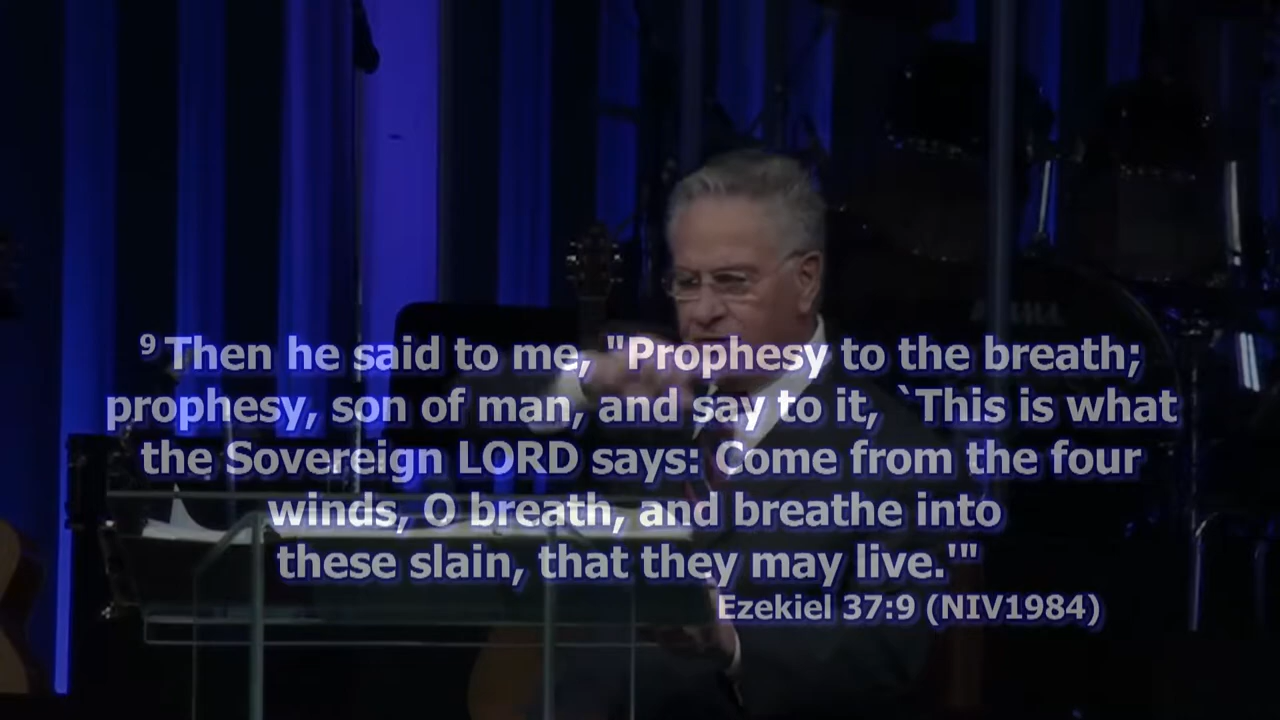 9 Then he said to me, "Prophesy to the breath;
prophesy, son of man, and say to it, `This is what
the Sovereign LORD says: Come from the four
winds, O breath, and breathe into
these slain, that they may live.'"
Ezekiel 37:9 (NIV1984)